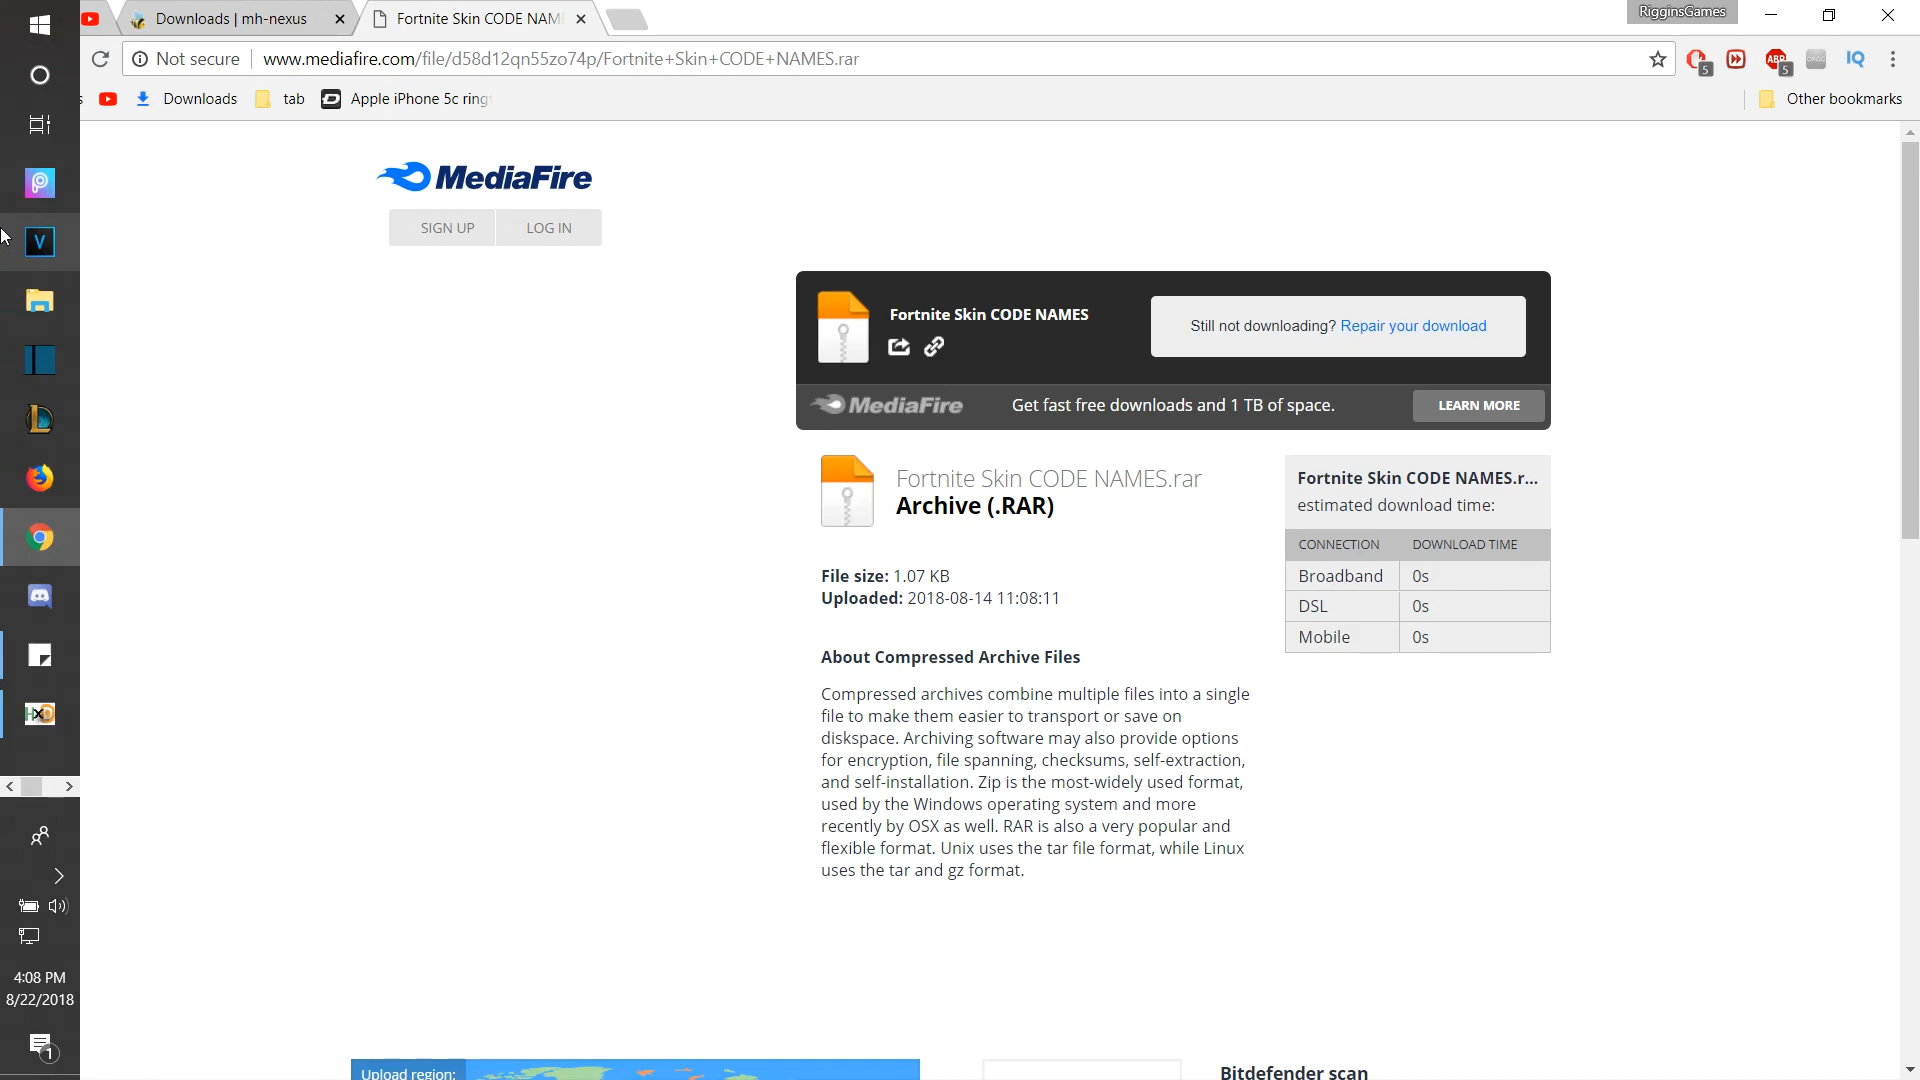 Downloads | mh-nexus
Fortnite Skin CODE NAM
RigginsGames
Not secure
www.mediafire.com/file/d58d12qn55zo74p/Fortnite+Skin+CODE+NAMES.rar
5
ABP
5
IQ
Downloads
tab
Apple iPhone 5c ring
Other bookmarks
MediaFire
SIGN UP
LOG IN
Fortnite Skin CODE NAMES
Still not downloading? Repair your download
MediaFire
Get fast free downloads and 1 TB of space.
LEARN MORE
Fortnite Skin CODE NAMES.rar
Archive (.RAR)
File size: 1.07 KB
Uploaded: 2018-08-14 11:08:11
Fortnite Skin CODE NAMES.r...
estimated download time:
CONNECTION DOWNLOAD TIME
Broadband 0s
DSL 0s
Mobile 0s
About Compressed Archive Files
Compressed archives combine multiple files into a single
file to make them easier to transport or save on
diskspace. Archiving software may also provide options
for encryption, file spanning, checksums, self-extraction,
and self-installation. Zip is the most-widely used format,
used by the Windows operating system and more
recently by OSX as well. RAR is also a very popular and
flexible format. Unix uses the tar file format, while Linux
uses the tar and gz format.
Upload region:
Bitdefender scan
V
HxD
4:08 PM
8/22/2018
1